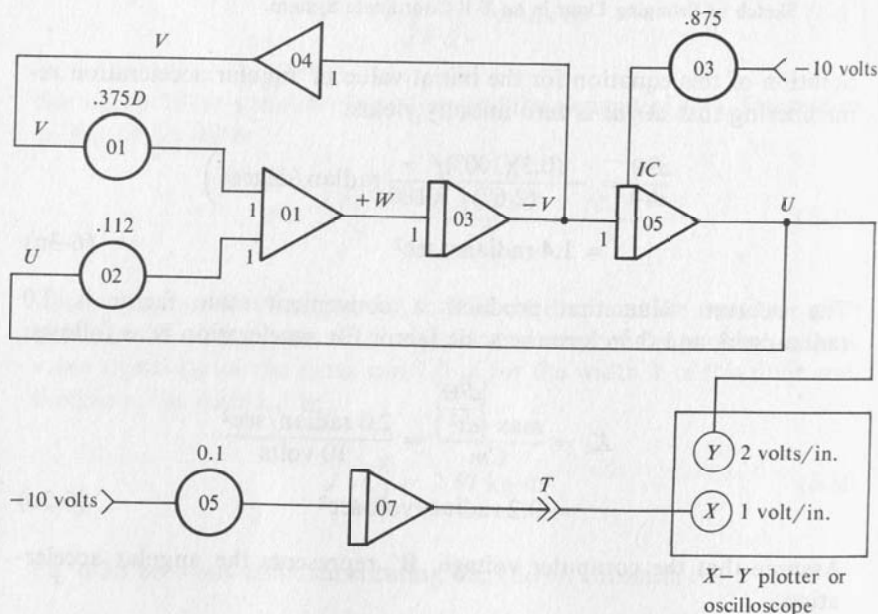 .875
V
04
03
−10 volts
1
.375D
V
01
IC
+W
−V
U
1
01
03
05
1
1
1
.112
U
02
0.1
Y
2 volts/in.
−10 volts
05
07
T
X
1 volt/in.
X–Y plotter or
oscilloscope